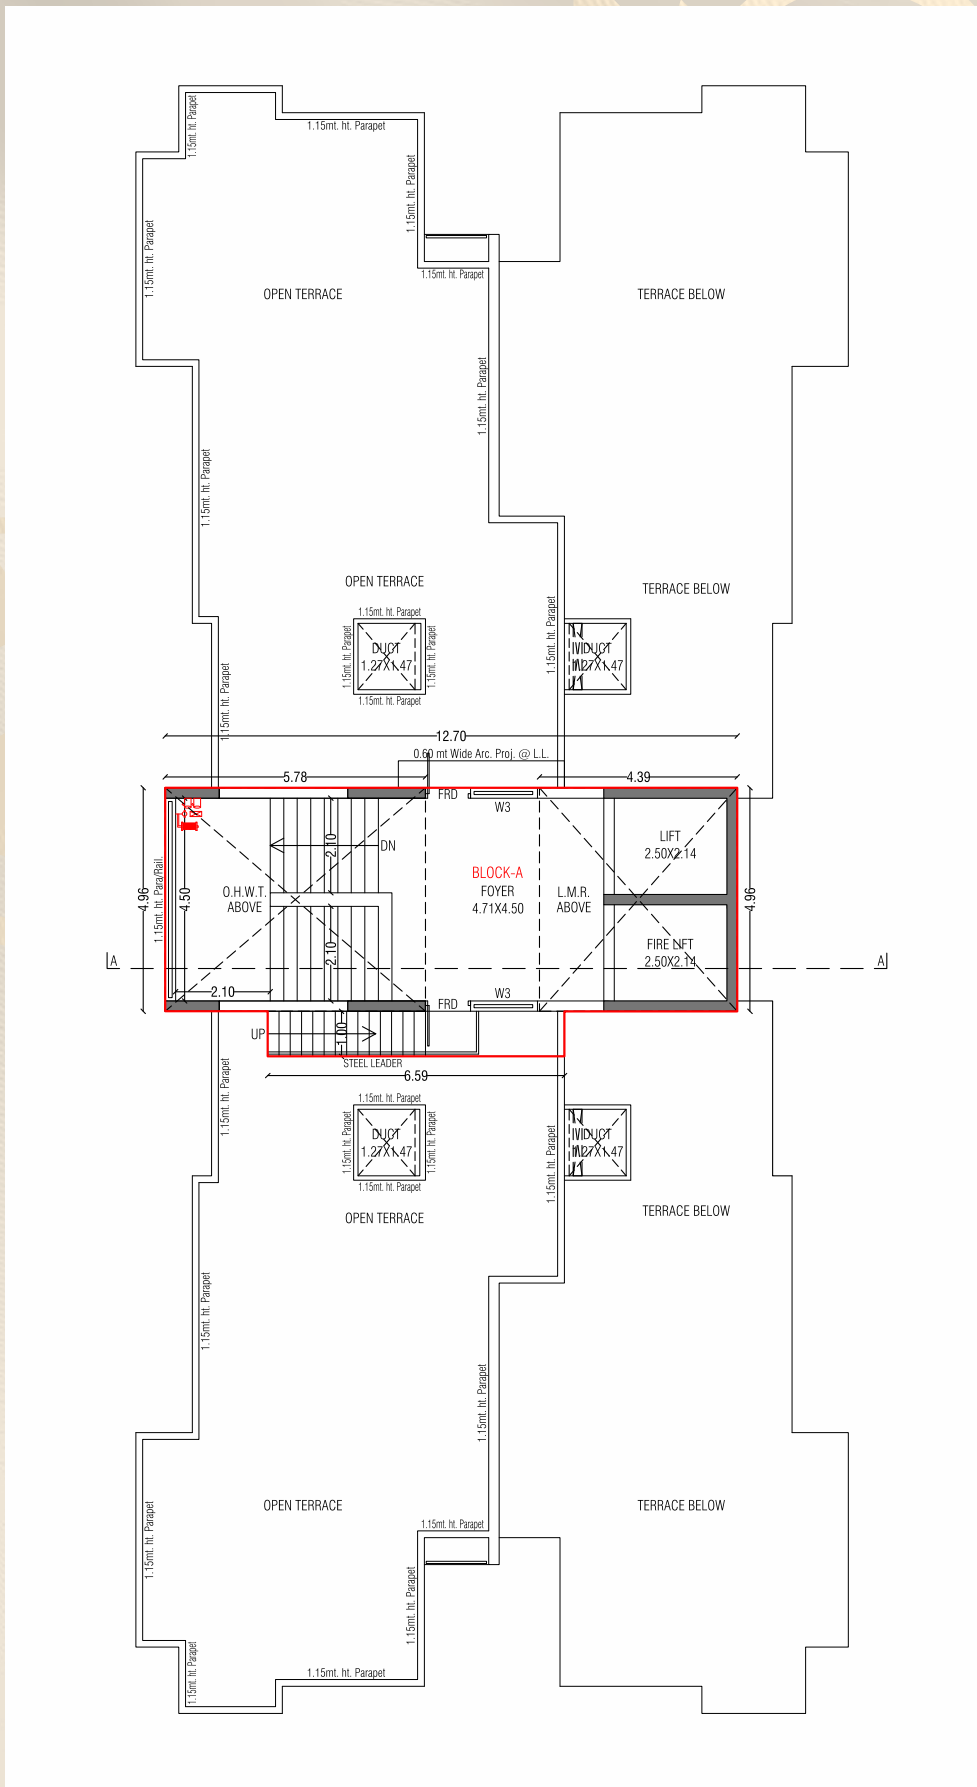 1.15mt. ht. Parapet
1.15mt. ht. Parapet
1.15mt. ht. Parapet
1.15mt. ht. Parapet
1.15mt. ht. Parapet
OPEN TERRACE
TERRACE BELOW
1.15mt. ht. Parapet
1.15mt. ht. Parapet
OPEN TERRACE
TERRACE BELOW
1.15mt. ht. Parapet
1.15mt. ht. Parapet
DUCT
1.27X1.47
1.15mt. ht. Parapet
1.15mt. ht. Parapet
1.15mt. ht. Parapet
DUCT
1.27X1.47
1.15mt. ht. Parapet
12.70
0.60 mt Wide Arc. Proj. @ L.L.
5.78
4.39
FRD
W3
DN
2.10
LIFT
2.50X2.14
BLOCK-A
FOYER
4.71X4.50
O.H.W.T.
ABOVE
L.M.R.
ABOVE
4.96
1.15mt. ht. Para/Rail.
4.50
4.96
FIRE LIFT
2.50X2.14
2.10
A
A
2.10
FRD
W3
UP
1.00
STEEL LEADER
6.59
1.15mt. ht. Parapet
1.15mt. ht. Parapet
1.15mt. ht. Parapet
DUCT
1.27X1.47
1.15mt. ht. Parapet
1.15mt. ht. Parapet
DUCT
1.27X1.47
1.15mt. ht. Parapet
OPEN TERRACE
TERRACE BELOW
1.15mt. ht. Parapet
1.15mt. ht. Parapet
OPEN TERRACE
TERRACE BELOW
1.15mt. ht. Parapet
1.15mt. ht. Parapet
1.15mt. ht. Parapet
1.15mt. ht. Parapet
1.15mt. ht. Parapet